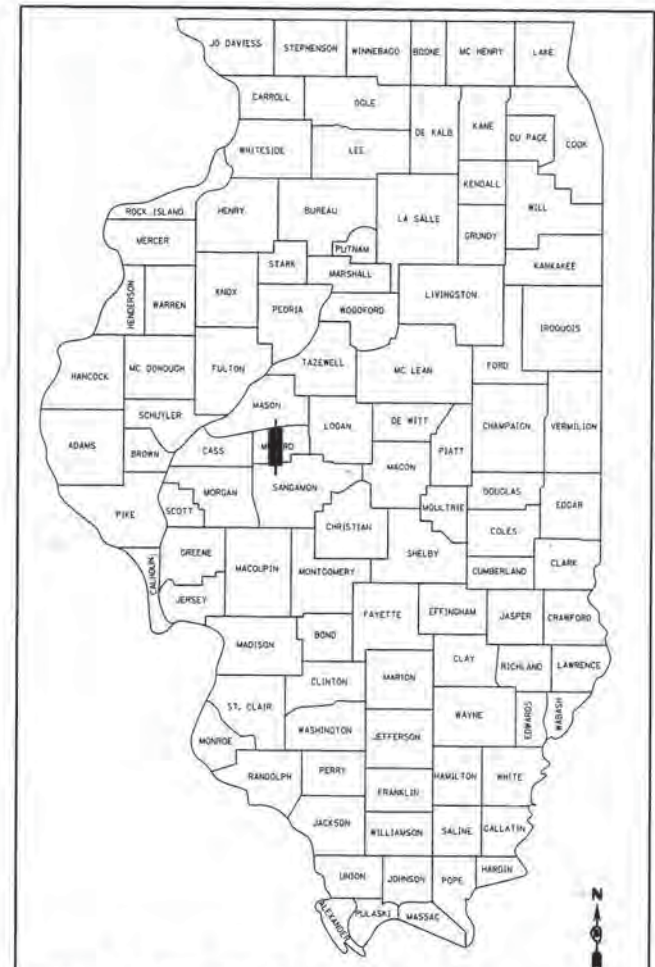 JO DAVIESS
STEPHENSON
WINNEBAGO
BOONE
MC HENRY
LAKE
CARROLL
OGLE
DE KALB
KANE
DU PAGE
COOK
WHITESIDE
LEE
KENDALL
WILL
ROCK ISLAND
HENRY
BUREAU
LA SALLE
GRUNDY
MERCER
PUTNAM
KANKAKEE
STARK
MARSHALL
HENDERSON
WARREN
KNOX
PEORIA
WOODFORD
LIVINGSTON
IROQUOIS
HANCOCK
MC DONOUGH
FULTON
TAZEWELL
MC LEAN
FORD
MASON
SCHUYLER
LOGAN
DE WITT
CHAMPAIGN
VERMILION
ADAMS
BROWN
CASS
PIATT
MACON
SANGAMON
DOUGLAS
PIKE
SCOTT
MORGAN
MOULTRIE
EDGAR
CHRISTIAN
COLES
SHELBY
GREENE
MACOUPIN
MONTGOMERY
CUMBERLAND
CLARK
CALHOUN
JERSEY
FAYETTE
EFFINGHAM
JASPER
CRAWFORD
MADISON
BOND
CLAY
RICHLAND
LAWRENCE
CLINTON
MARION
ST. CLAIR
WAYNE
EDWARDS
WABASH
WASHINGTON
JEFFERSON
MONROE
RANDOLPH
PERRY
HAMILTON
WHITE
FRANKLIN
JACKSON
WILLIAMSON
SALINE
GALLATIN
UNION
JOHNSON
POPE
HARDIN
ALEXANDER
PULASKI
MASSAC
N